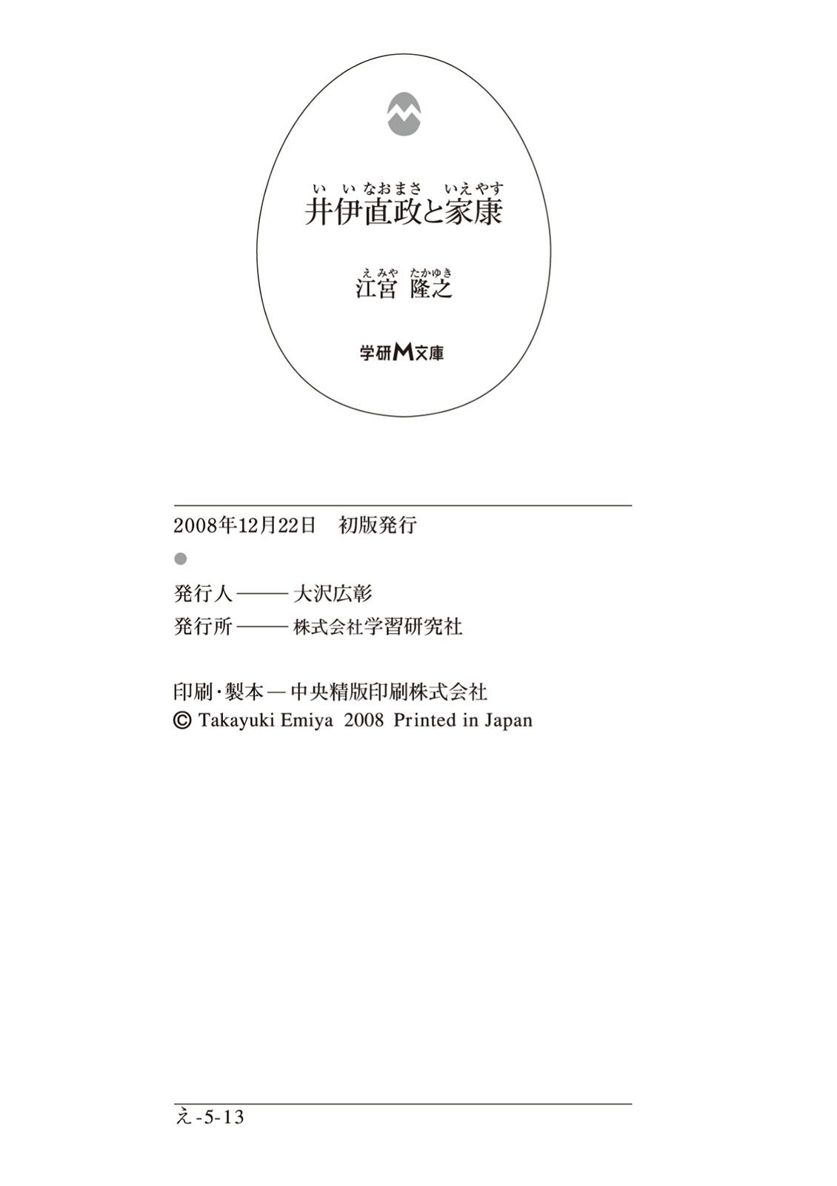 いいなおまさ いえやす
井伊直政と家康
えみや たかゆき
江宮 隆之
学研M文庫
2008年12月22日 初版発行
発行人――大沢広彰
発行所――株式会社学習研究社
印刷・製本―中央精版印刷株式会社
© Takayuki Emiya 2008 Printed in Japan
え-5-13